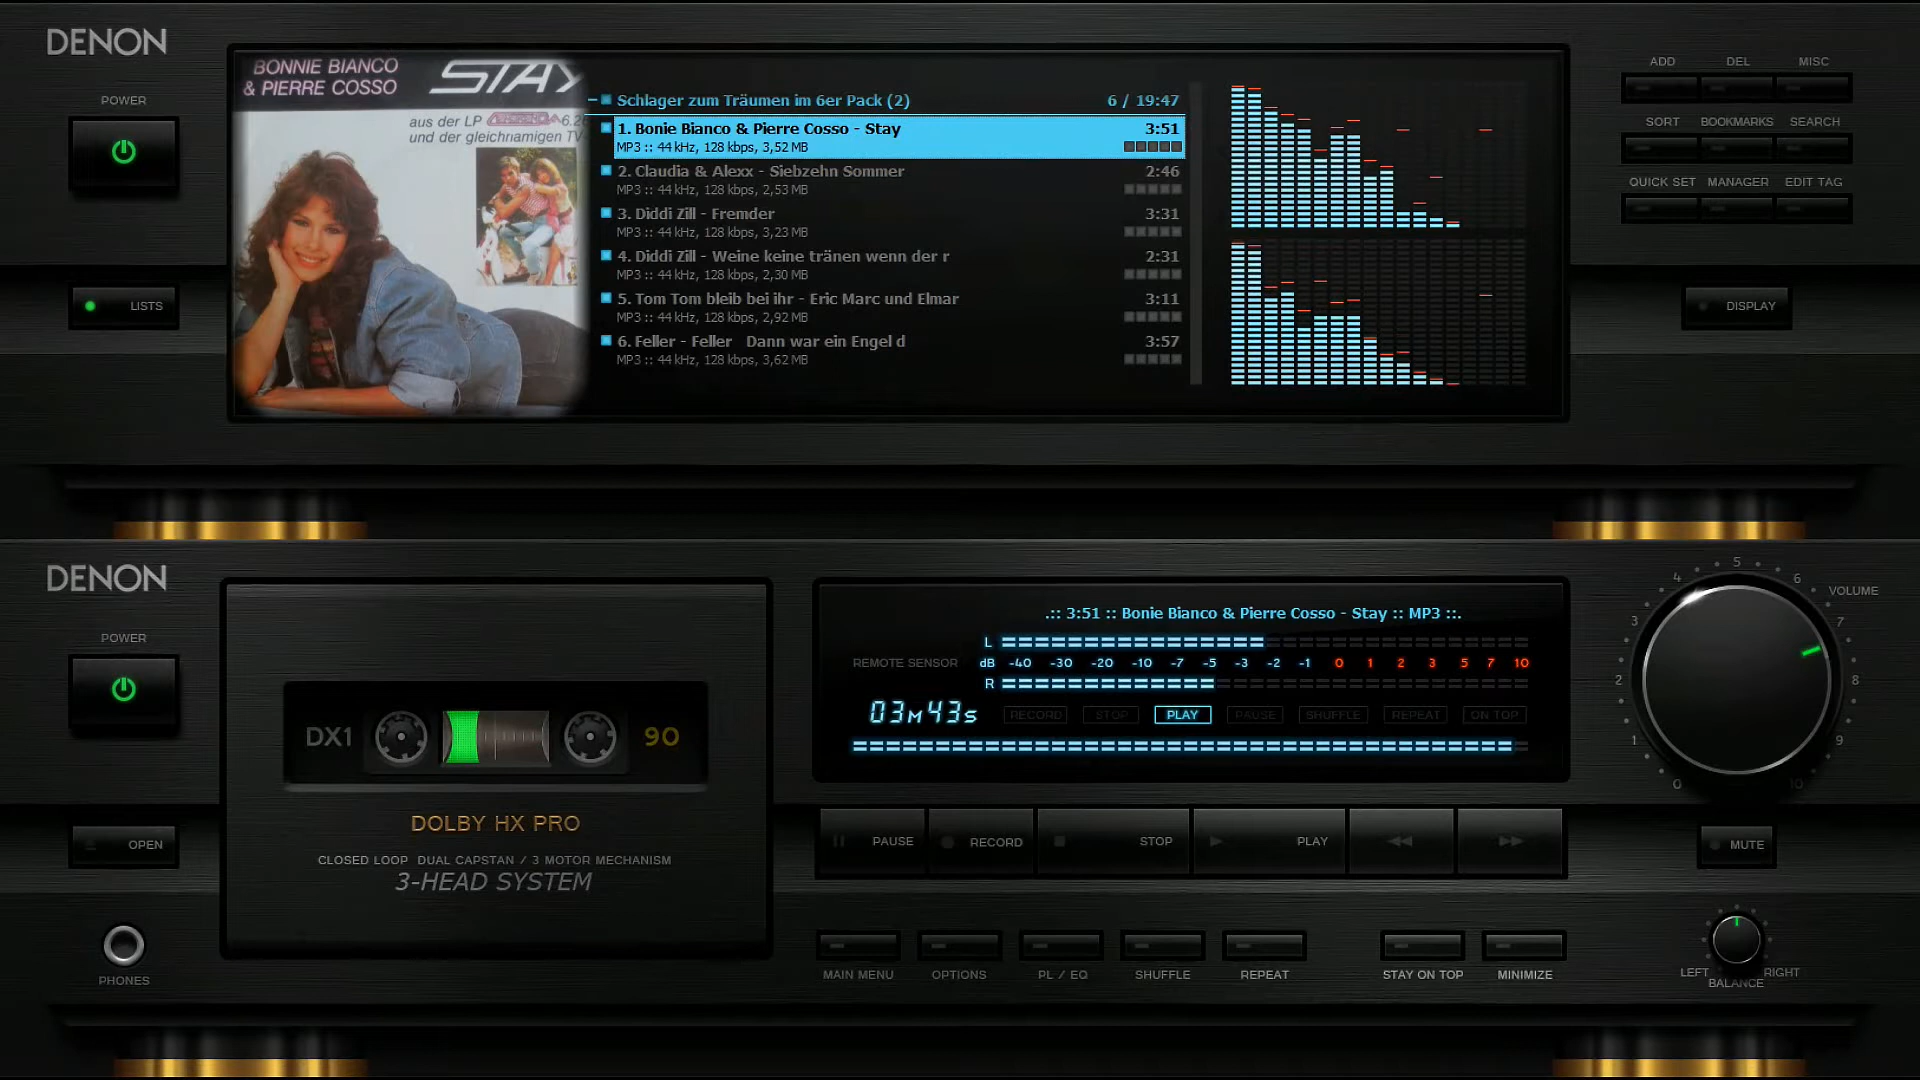 DENON
POWER
LISTS
BONNIE BIANCO
& PIERRE COSSO
STAY
aus der LP
und der gleichnamigen TV-
Schlager zum Träumen im 6er Pack (2) 6 / 19:47
1. Bonie Bianco & Pierre Cosso - Stay 3:51
MP3 :: 44 kHz, 128 kbps, 3,52 MB
2. Claudia & Alexx - Siebzehn Sommer 2:46
MP3 :: 44 kHz, 128 kbps, 2,53 MB
3. Diddi Zill - Fremder 3:31
MP3 :: 44 kHz, 128 kbps, 3,23 MB
4. Diddi Zill - Weine keine tränen wenn der r 2:31
MP3 :: 44 kHz, 128 kbps, 2,30 MB
5. Tom Tom bleib bei ihr - Eric Marc und Elmar 3:11
MP3 :: 44 kHz, 128 kbps, 2,92 MB
6. Feller - Feller Dann war ein Engel d 3:57
MP3 :: 44 kHz, 128 kbps, 3,62 MB
ADD DEL MISC
SORT BOOKMARKS SEARCH
QUICK SET MANAGER EDIT TAG
DISPLAY
DENON
POWER
OPEN
PHONES
DX1 90
DOLBY HX PRO
CLOSED LOOP DUAL CAPSTAN / 3 MOTOR MECHANISM
3-HEAD SYSTEM
.:: 3:51 :: Bonie Bianco & Pierre Cosso - Stay :: MP3 ::.
L
REMOTE SENSOR dB -40 -30 -20 -10 -7 -5 -3 -2 -1 0 1 2 3 5 7 10
R
03M43S RECORD STOP PLAY PAUSE SHUFFLE REPEAT ON TOP
PAUSE RECORD STOP PLAY
MAIN MENU OPTIONS PL / EQ SHUFFLE REPEAT STAY ON TOP MINIMIZE
VOLUME
0 1 2 3 4 5 6 7 8 9 10
MUTE
LEFT RIGHT
BALANCE